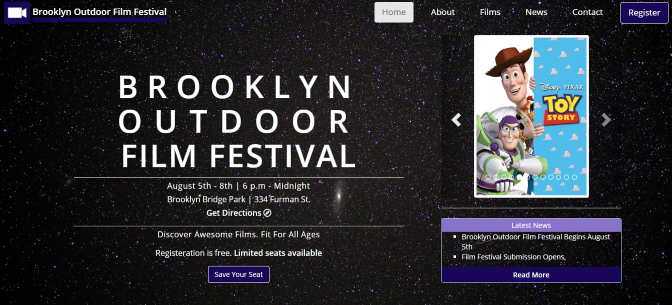 Brooklyn Outdoor Film Festival
Home
About
Films
News
Contact
Register
BROOKLYN
OUTDOOR
FILM FESTIVAL
August 5th - 8th | 6 p.m - Midnight
Brooklyn Bridge Park | 334 Furman St.
Get Directions
Discover Awesome Films. Fit For All Ages
Registeration is free. Limited seats available
Save Your Seat
Disney · PIXAR
TOY
STORY
Latest News
Brooklyn Outdoor Film Festival Begins August
5th
Film Festival Submission Opens.
Read More